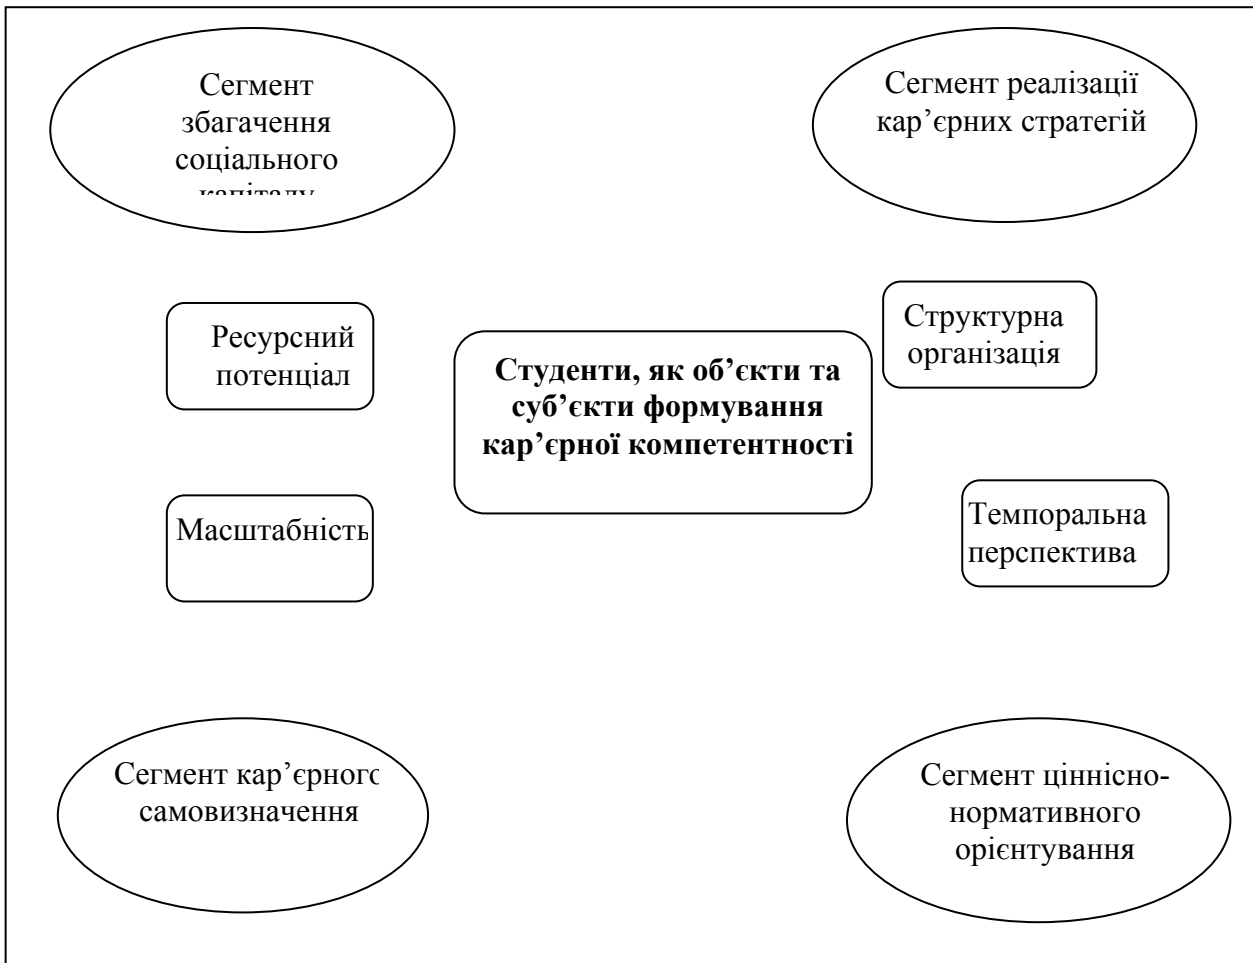 Сегмент
збагачення
соціального
капіталу
Сегмент реалізації
кар’єрних стратегій
Ресурсний
потенціал
Студенти, як об’єкти та
суб’єкти формування
кар’єрної компетентності
Структурна
організація
Масштабність
Темпоральна
перспектива
Сегмент кар’єрного
самовизначення
Сегмент ціннісно-
нормативного
орієнтування